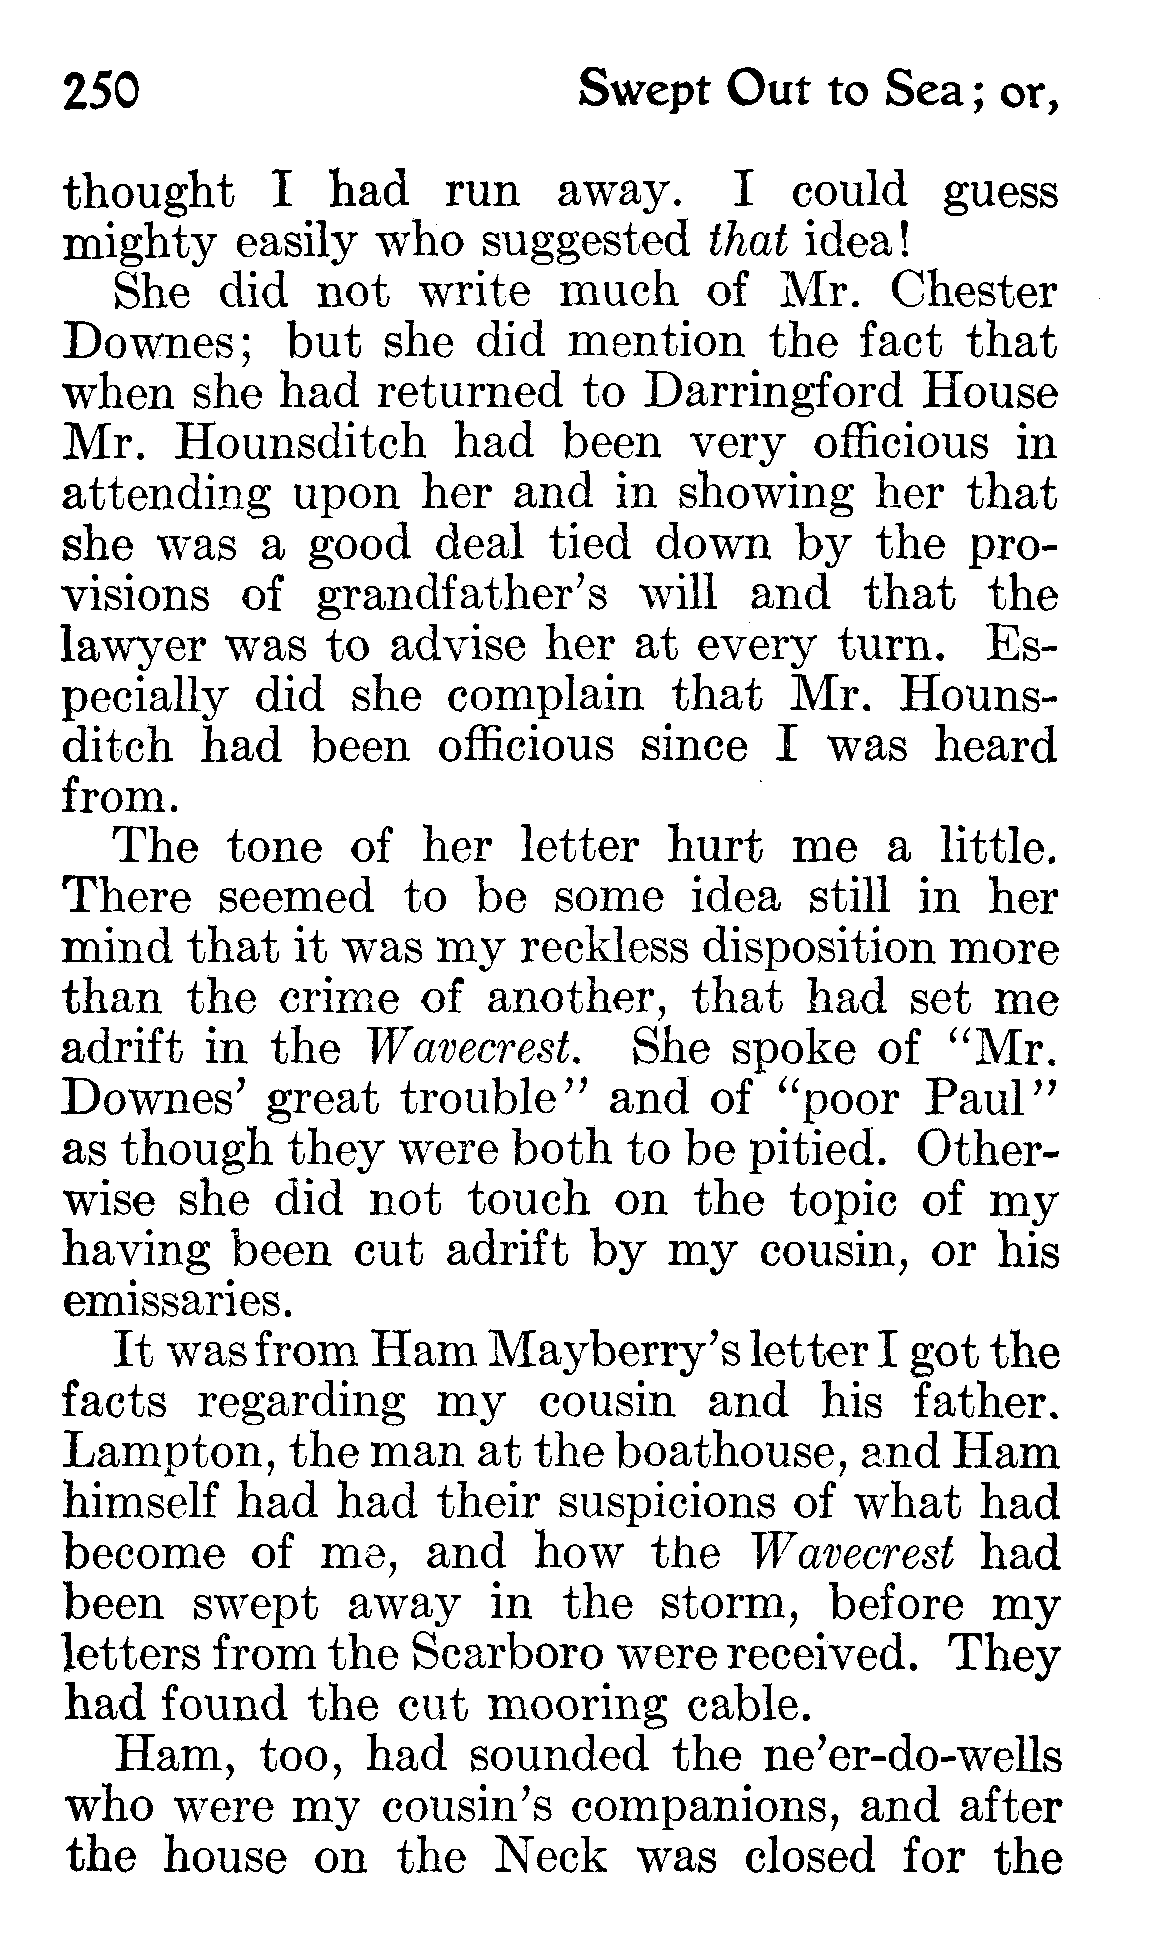 250 Swept Out to Sea; or,
thought I had run away. I could guess
mighty easily who suggested that idea!
She did not write much of Mr. Chester
Downes; but she did mention the fact that
when she had returned to Darringford House
Mr. Hounsditch had been very officious in
attending upon her and in showing her that
she was a good deal tied down by the pro-
visions of grandfather's will and that the
lawyer was to advise her at every turn. Es-
pecially did she complain that Mr. Houns-
ditch had been officious since I was heard
from.
The tone of her letter hurt me a little.
There seemed to be some idea still in her
mind that it was my reckless disposition more
than the crime of another, that had set me
adrift in the Wavecrest. She spoke of "Mr.
Downes' great trouble" and of "poor Paul"
as though they were both to be pitied. Other-
wise she did not touch on the topic of my
having been cut adrift by my cousin, or his
emissaries.
It was from Ham Mayberry's letter I got the
facts regarding my cousin and his father.
Lampton, the man at the boathouse, and Ham
himself had had their suspicions of what had
become of me, and how the Wavecrest had
been swept away in the storm, before my
letters from the Scarboro were received. They
had found the cut mooring cable.
Ham, too, had sounded the ne'er-do-wells
who were my cousin's companions, and after
the house on the Neck was closed for the